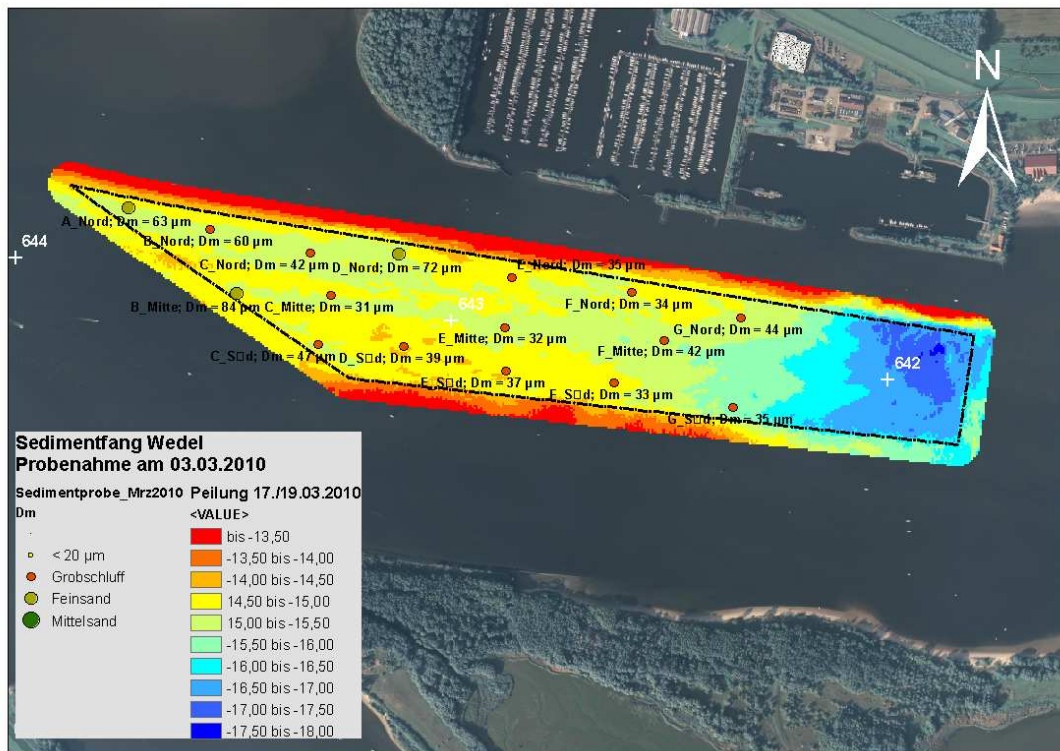 N
A_Nord; Dm = 63 µm
B_Nord; Dm = 60 µm
644
C_Nord; Dm = 42 µm
D_Nord; Dm = 72 µm
E_Nord; Dm = 35 µm
B_Mitte; Dm = 84 µm
C_Mitte; Dm = 31 µm
643
F_Nord; Dm = 34 µm
G_Nord; Dm = 44 µm
E_Mitte; Dm = 32 µm
F_Mitte; Dm = 42 µm
642
C_S□d; Dm = 47 µm
D_S□d; Dm = 39 µm
E_S□d; Dm = 37 µm
F_S□d; Dm = 33 µm
G_S□d; Dm = 35 µm
Sedimentfang Wedel
Probenahme am 03.03.2010
Sedimentprobe_Mrz2010
Dm
< 20 µm
Grobschluff
Feinsand
Mittelsand
Peilung 17./19.03.2010
<VALUE>
bis -13,50
-13,50 bis -14,00
-14,00 bis -14,50
14,50 bis -15,00
15,00 bis -15,50
-15,50 bis -16,00
-16,00 bis -16,50
-16,50 bis -17,00
-17,00 bis -17,50
-17,50 bis -18,00